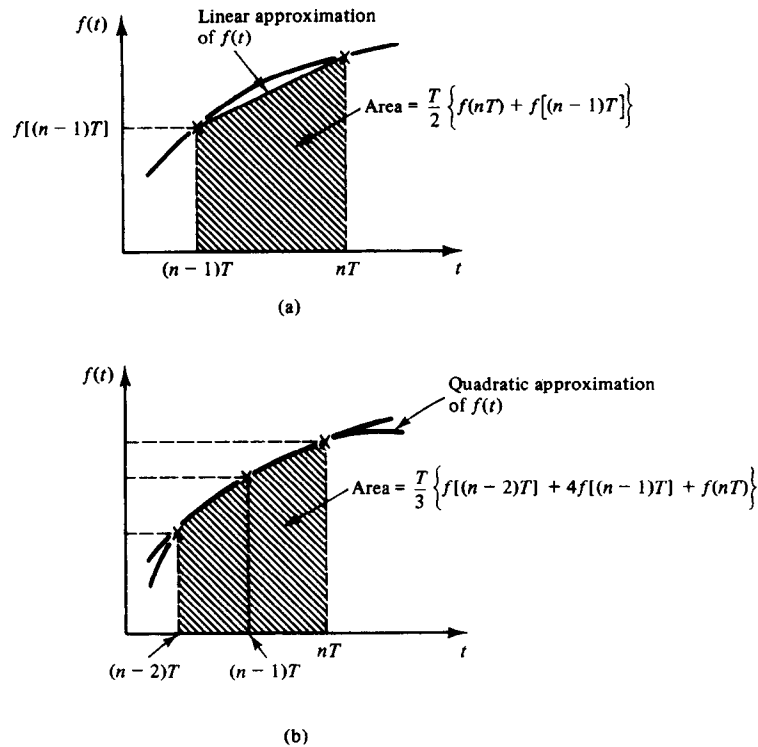 f(t)
Linear approximation
of f(t)
f[(n − 1)T]
Area = T/2 {f(nT) + f[(n − 1)T]}
(n − 1)T
nT
t
(a)
f(t)
Quadratic approximation
of f(t)
Area = T/3 {f[(n − 2)T] + 4f[(n − 1)T] + f(nT)}
(n − 2)T
(n − 1)T
nT
t
(b)